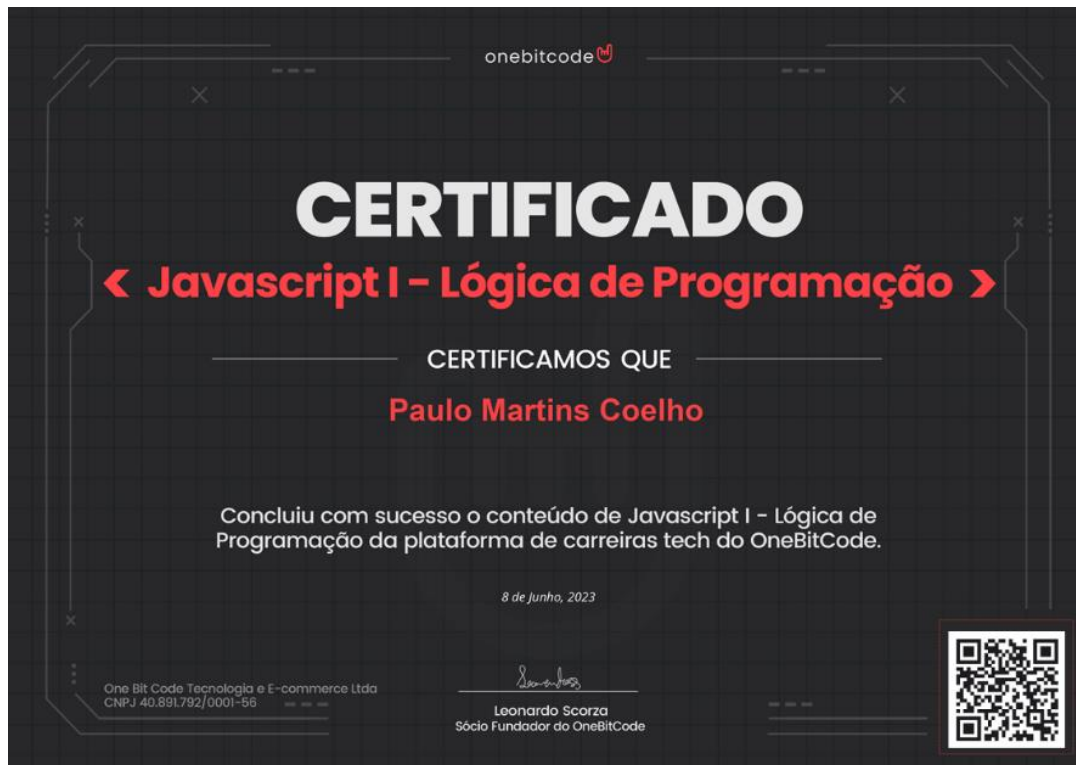 onebitcode
CERTIFICADO
< Javascript I - Lógica de Programação >
CERTIFICAMOS QUE
Paulo Martins Coelho
Concluiu com sucesso o conteúdo de Javascript I - Lógica de
Programação da plataforma de carreiras tech do OneBitCode.
8 de Junho, 2023
One Bit Code Tecnologia e E-commerce Ltda
CNPJ 40.891.792/0001-56
Leonardo Scorza
Sócio Fundador do OneBitCode